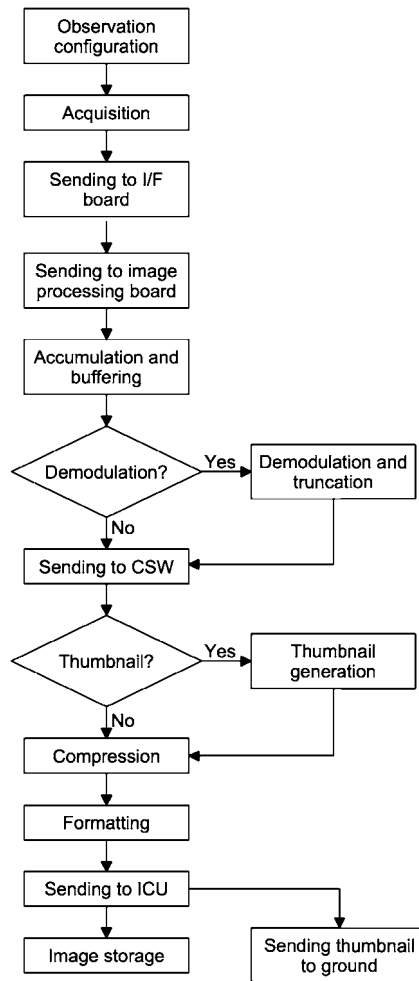 Observation
configuration
Acquisition
Sending to I/F
board
Sending to image
processing board
Accumulation and
buffering
Demodulation?
Yes
Demodulation and
truncation
No
Sending to CSW
Thumbnail?
Yes
Thumbnail
generation
No
Compression
Formatting
Sending to ICU
Image storage
Sending thumbnail
to ground